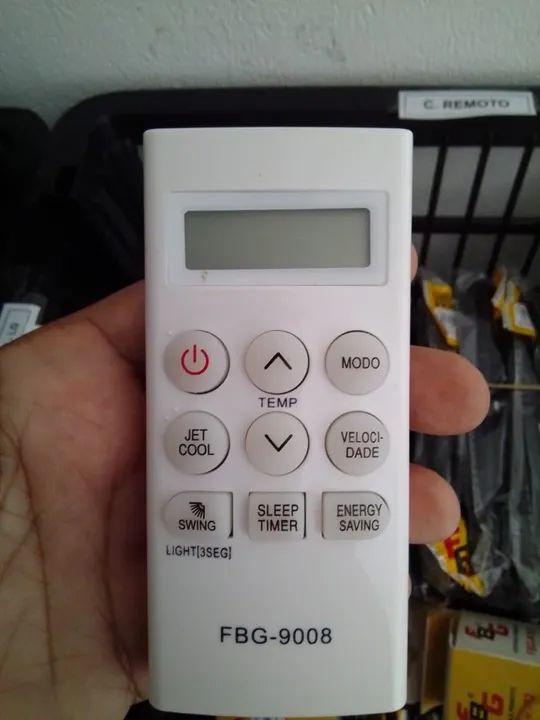 C. REMOTO
MODO
TEMP
JET
COOL
VELOCI-
DADE
SWING
SLEEP
TIMER
ENERGY
SAVING
LIGHT[3SEG]
FBG-9008